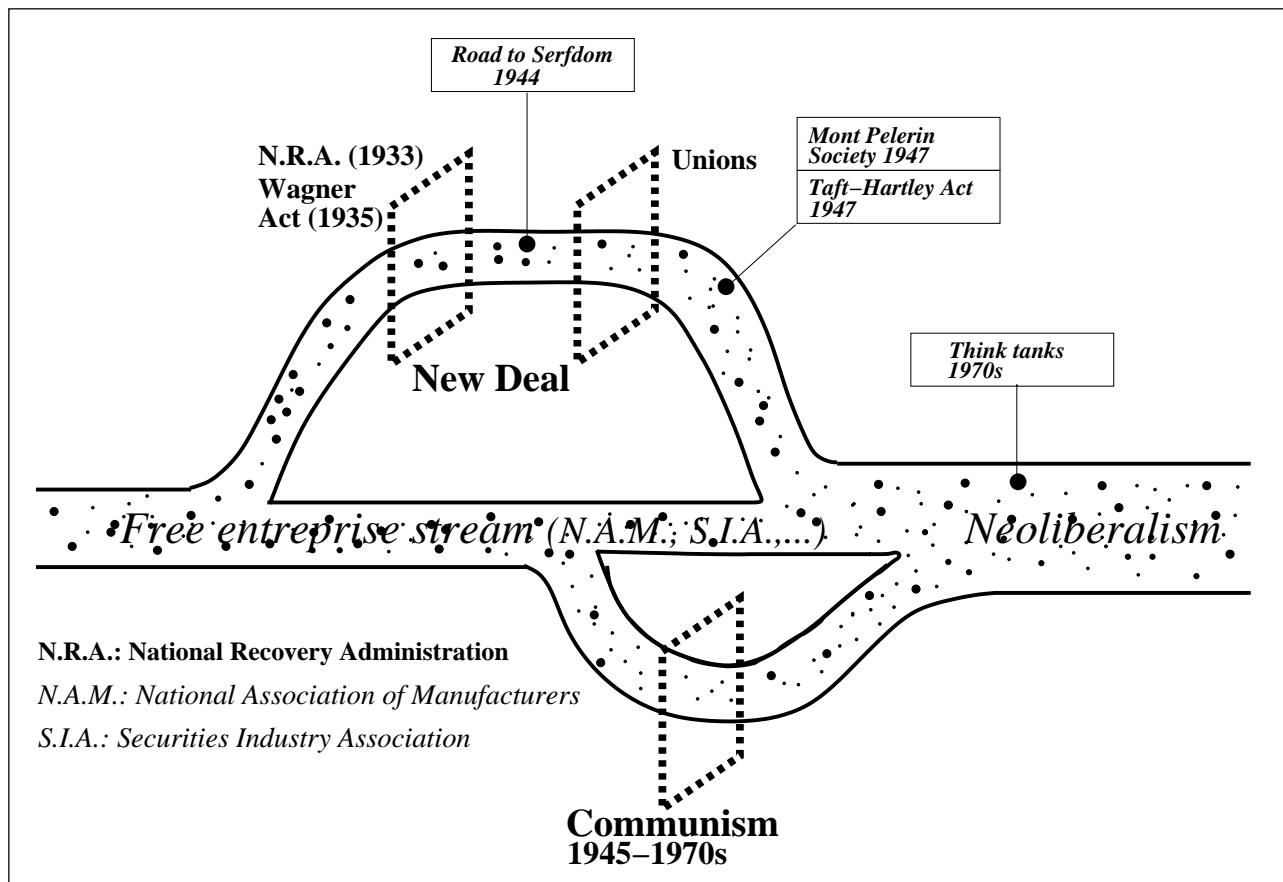 Road to Serfdom
1944
N.R.A. (1933)
Wagner
Act (1935)
Unions
Mont Pelerin
Society 1947
Taft−Hartley Act
1947
New Deal
Think tanks
1970s
Free entreprise stream (N.A.M.; S.I.A.,...)
Neoliberalism
N.R.A.: National Recovery Administration
N.A.M.: National Association of Manufacturers
S.I.A.: Securities Industry Association
Communism
1945−1970s